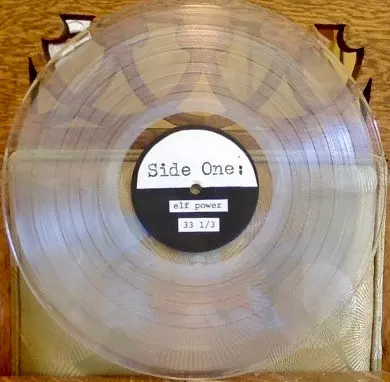 Side One:
elf power
33 1/3